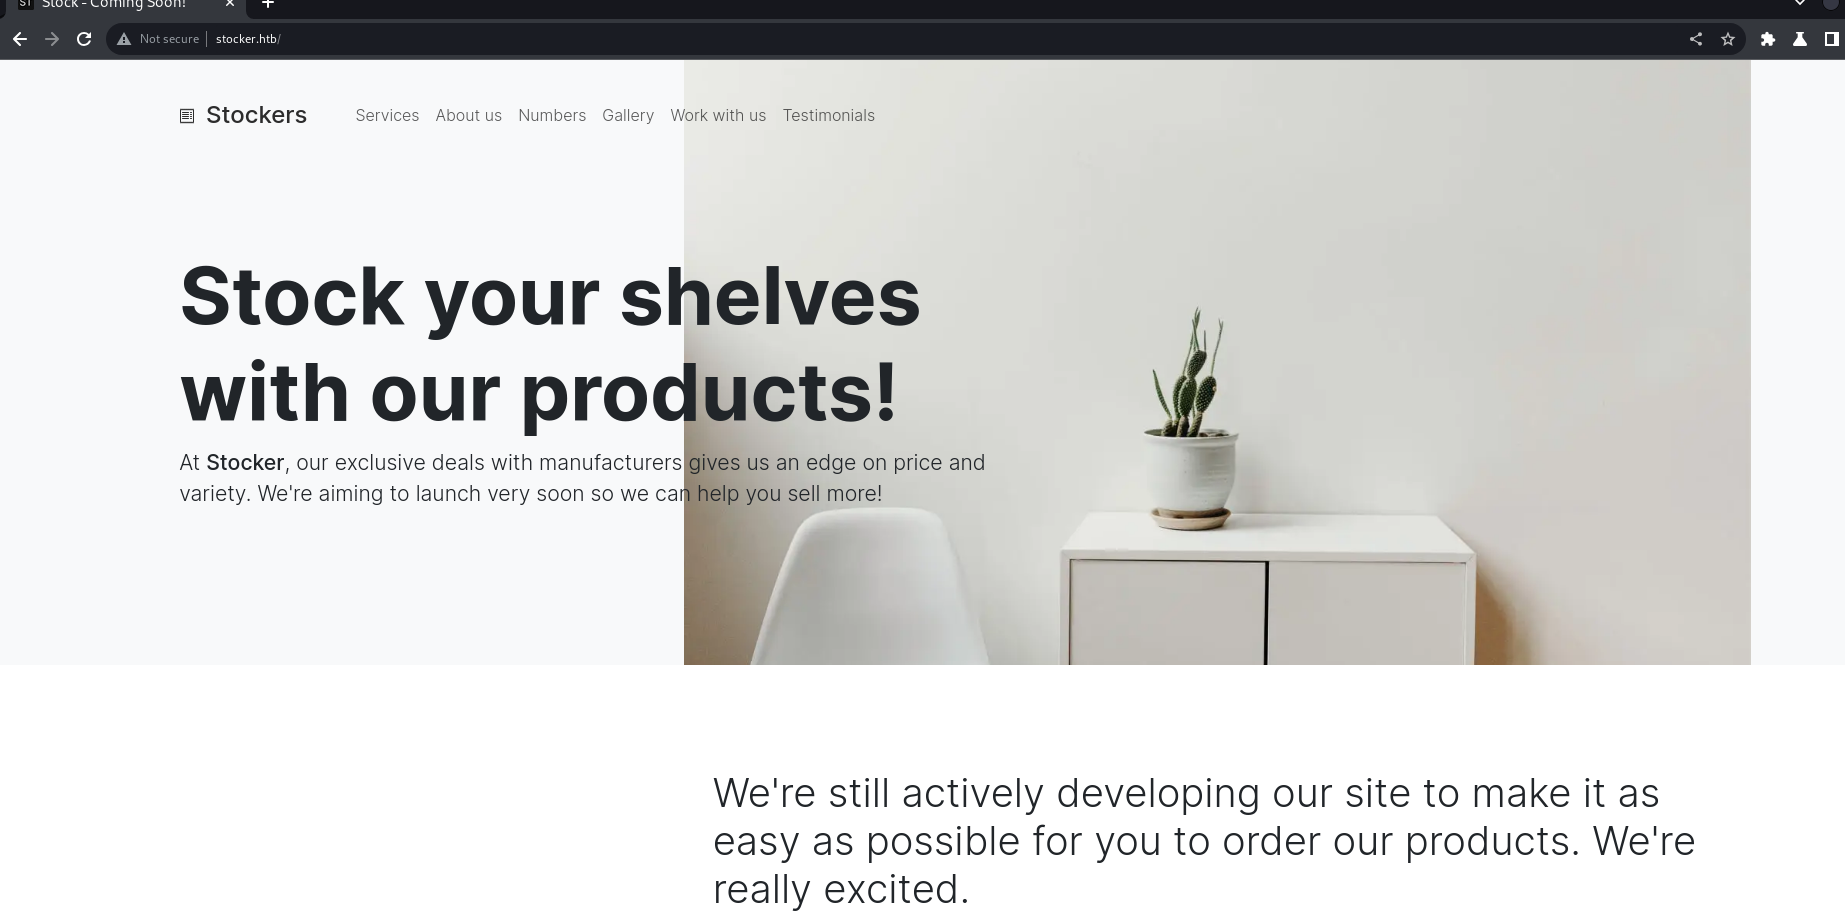 ST Stock - Coming Soon!
Not secure stocker.htb/
Stockers Services About us Numbers Gallery Work with us Testimonials
Stock your shelves
with our products!
At Stocker, our exclusive deals with manufacturers gives us an edge on price and
variety. We're aiming to launch very soon so we can help you sell more!
We're still actively developing our site to make it as
easy as possible for you to order our products. We're
really excited.